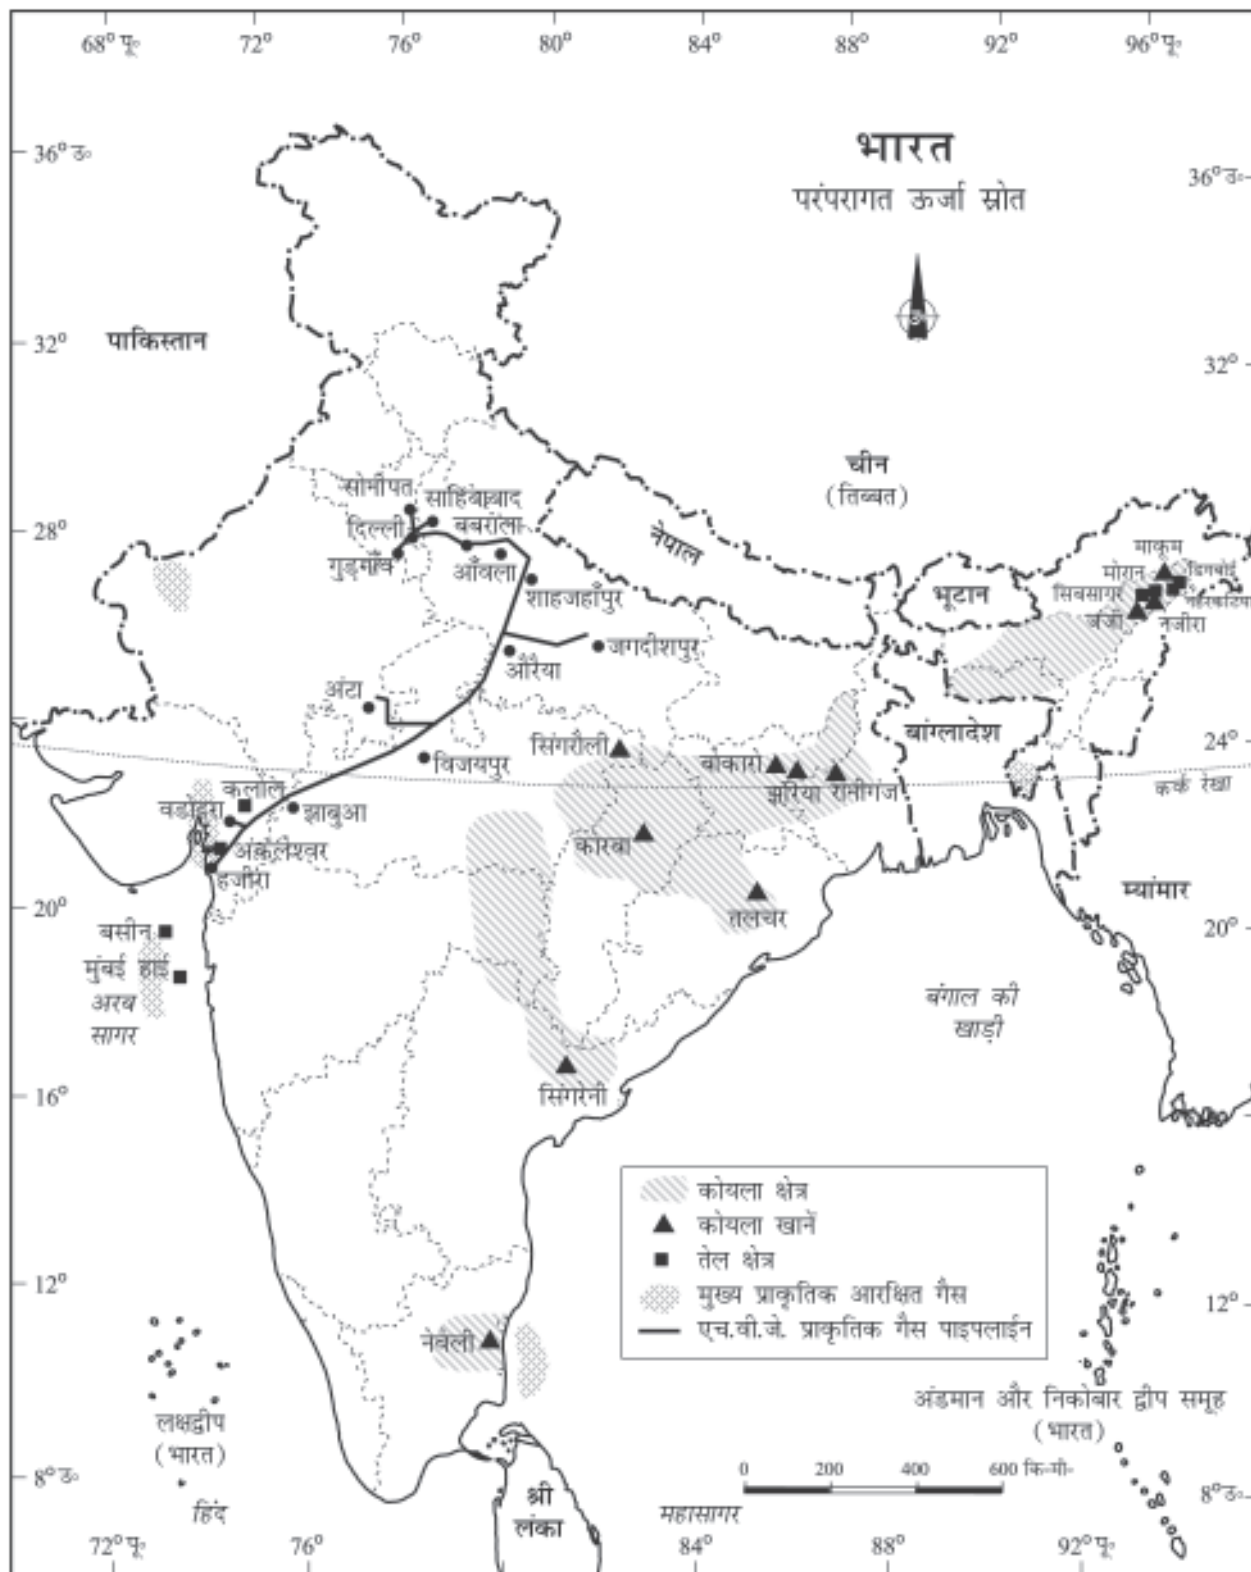 68° पू॰ 72° 76° 80° 84° 88° 92° 96° पू॰
भारत
परंपरागत ऊर्जा स्रोत
36° उ॰
36° उ॰
पाकिस्तान
32°
32°
चीन
(तिब्बत)
सोनीपत
साहिबाबाद
दिल्ली
बबराला
28°
28°
गुड़गाँव
आँवला
नेपाल
माकूम
मोरान
डिगबोई
शाहजहाँपुर
भूटान
सिबसागर
नहरकटिया
जांजी
नजीरा
औरैया
जगदीशपुर
अंटा
सिंगरौली
बांग्लादेश
24°
विजयपुर
बोकारो
झरिया
रानीगंज
कर्क रेखा
कलोल
वडोदरा
झाबुआ
अंकलेश्वर
कोरबा
हजीरा
म्यांमार
तलचर
20°
20°
बसीन
मुंबई हाई
अरब
सागर
बंगाल की
खाड़ी
16°
सिंगरेनी
कोयला क्षेत्र
कोयला खानें
तेल क्षेत्र
मुख्य प्राकृतिक आरक्षित गैस
एच.वी.जे. प्राकृतिक गैस पाइपलाईन
12°
12°
नेवेली
लक्षद्वीप
(भारत)
अंडमान और निकोबार द्वीप समूह
(भारत)
0 200 400 600 कि॰मी॰
8° उ॰
8° उ॰
हिंद
महासागर
श्री
लंका
72° पू॰ 76° 84° 88° 92° पू॰